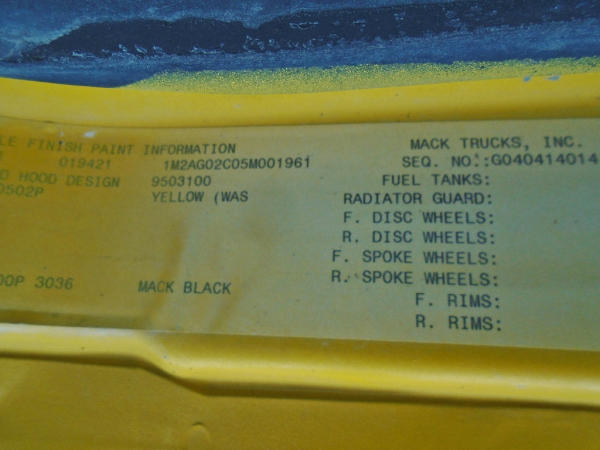 LE FINISH PAINT INFORMATION MACK TRUCKS, INC.
019421 1M2AG02C05M001961 SEQ. NO.:G040414014
D HOOD DESIGN 9503100 FUEL TANKS:
0502P YELLOW (WAS RADIATOR GUARD:
F. DISC WHEELS:
R. DISC WHEELS:
F. SPOKE WHEELS:
R. SPOKE WHEELS:
00P 3036 MACK BLACK F. RIMS:
R. RIMS: